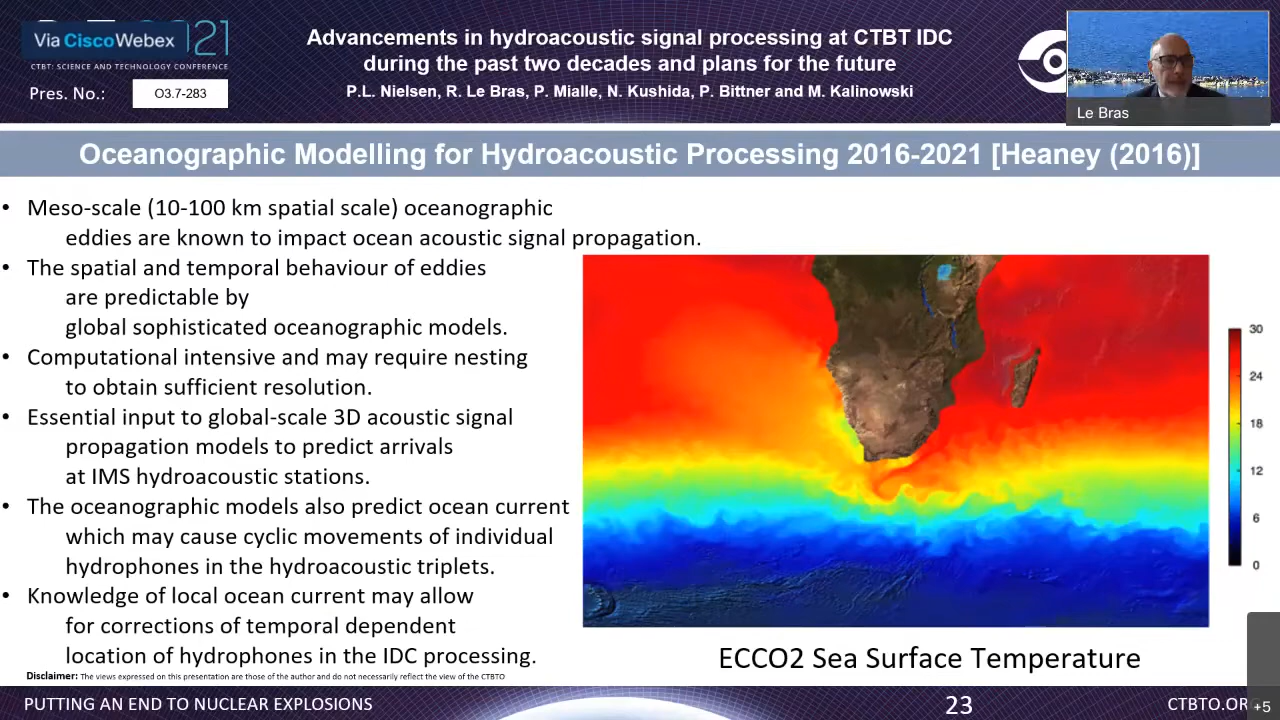 Via CiscoWebex
21
CTBT: SCIENCE AND TECHNOLOGY CONFERENCE
Pres. No.:
O3.7-283
Advancements in hydroacoustic signal processing at CTBT IDC
during the past two decades and plans for the future
P.L. Nielsen, R. Le Bras, P. Mialle, N. Kushida, P. Bittner and M. Kalinowski
Le Bras
Oceanographic Modelling for Hydroacoustic Processing 2016-2021 [Heaney (2016)]
• Meso-scale (10-100 km spatial scale) oceanographic
eddies are known to impact ocean acoustic signal propagation.
• The spatial and temporal behaviour of eddies
are predictable by
global sophisticated oceanographic models.
• Computational intensive and may require nesting
to obtain sufficient resolution.
• Essential input to global-scale 3D acoustic signal
propagation models to predict arrivals
at IMS hydroacoustic stations.
• The oceanographic models also predict ocean current
which may cause cyclic movements of individual
hydrophones in the hydroacoustic triplets.
• Knowledge of local ocean current may allow
for corrections of temporal dependent
location of hydrophones in the IDC processing.
30
24
18
12
6
0
ECCO2 Sea Surface Temperature
Disclaimer: The views expressed on this presentation are those of the author and do not necessarily reflect the view of the CTBTO
PUTTING AN END TO NUCLEAR EXPLOSIONS
23
CTBTO.OR
+5